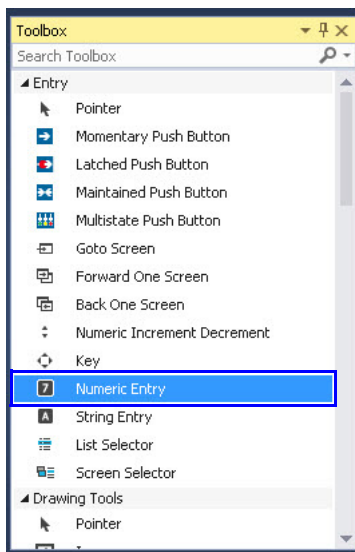 Toolbox
Search Toolbox
Entry
Pointer
Momentary Push Button
Latched Push Button
Maintained Push Button
Multistate Push Button
Goto Screen
Forward One Screen
Back One Screen
Numeric Increment Decrement
Key
7 Numeric Entry
A String Entry
List Selector
Screen Selector
Drawing Tools
Pointer